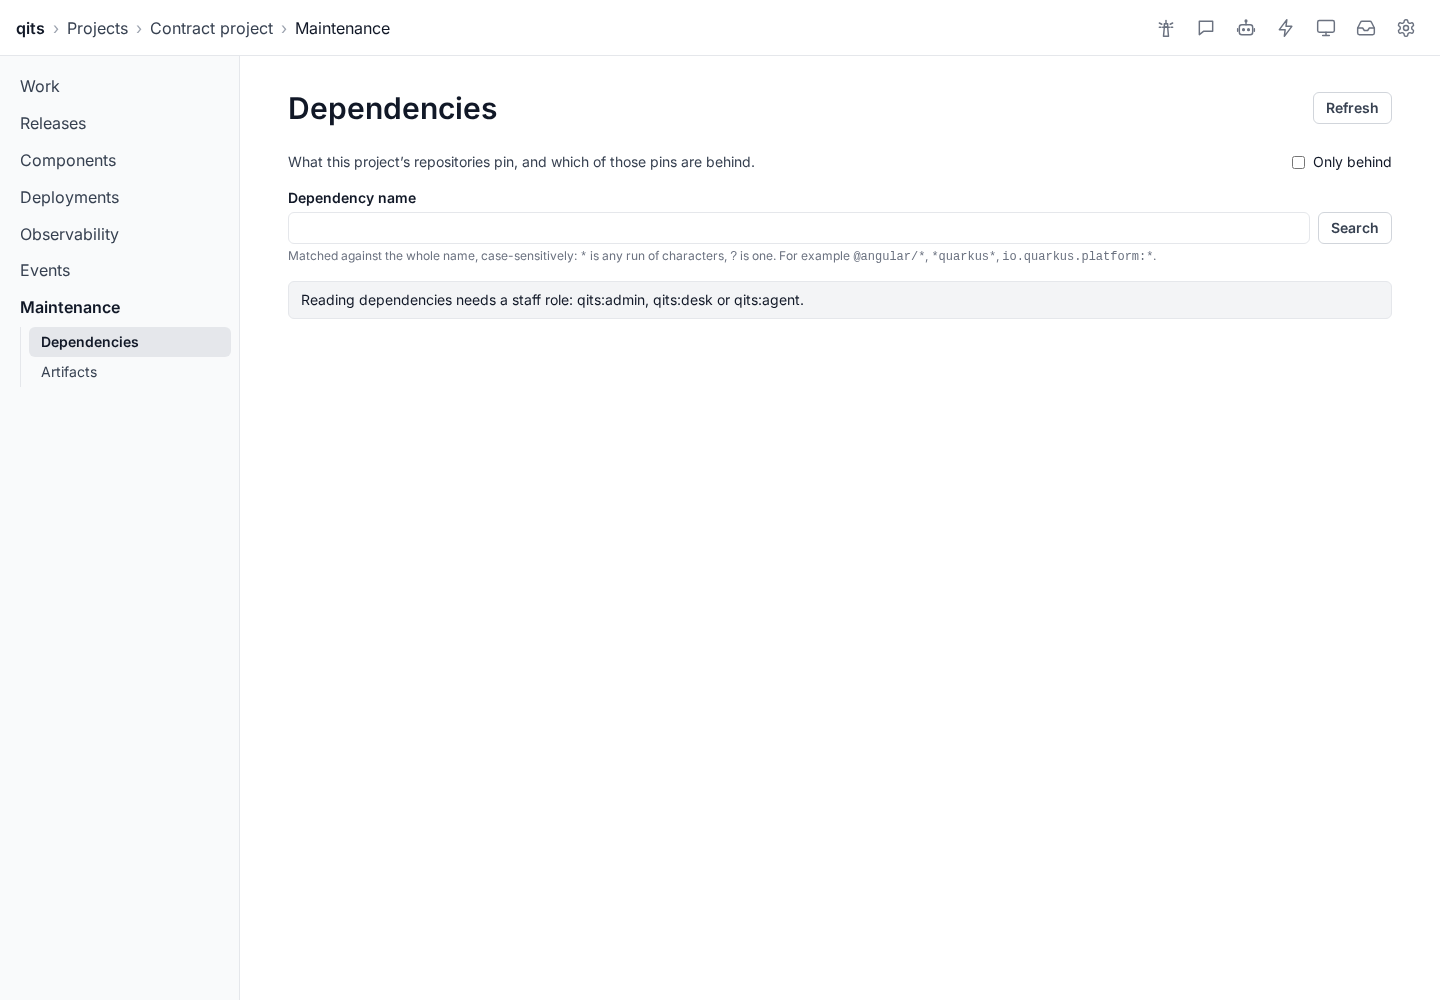 qits › Projects › Contract project › Maintenance
Work
Releases
Components
Deployments
Observability
Events
Maintenance
Dependencies
Artifacts
Dependencies
Refresh
What this project’s repositories pin, and which of those pins are behind.
Only behind
Dependency name
Search
Matched against the whole name, case-sensitively: * is any run of characters, ? is one. For example @angular/*, *quarkus*, io.quarkus.platform:*.
Reading dependencies needs a staff role: qits:admin, qits:desk or qits:agent.